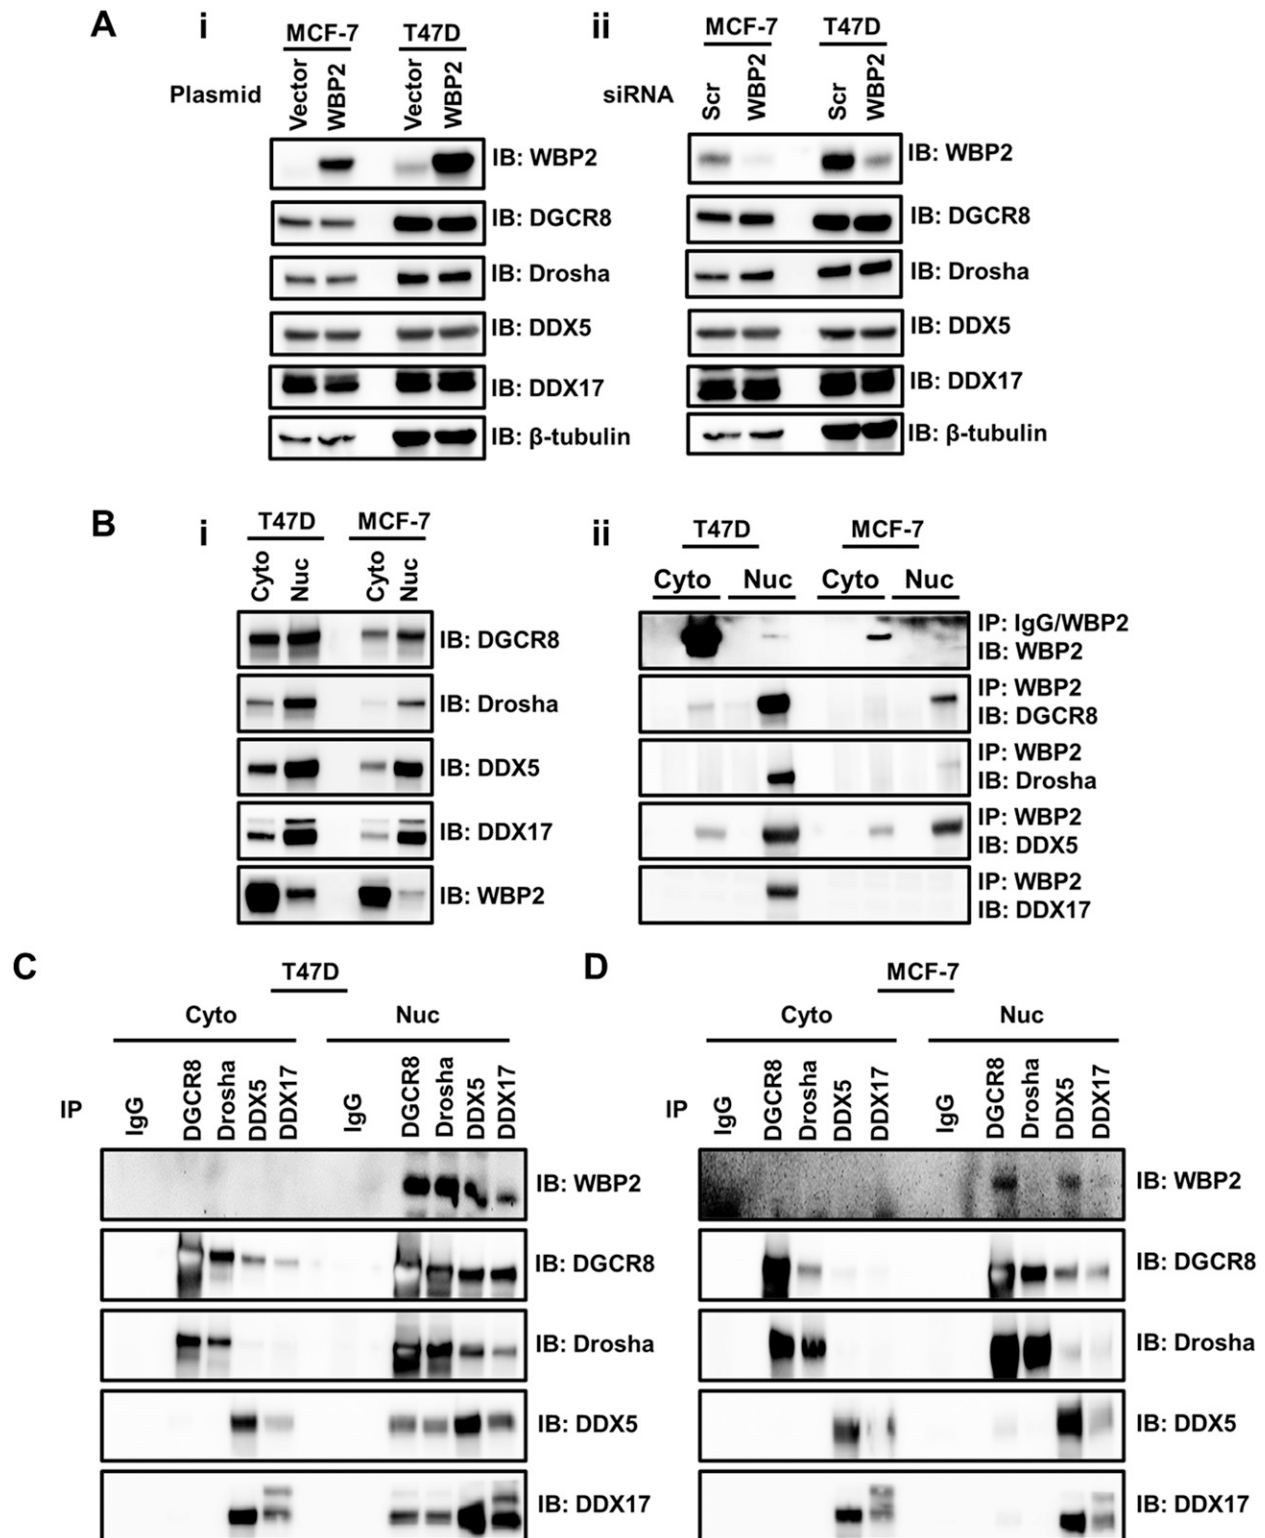 A
i
MCF-7 T47D
Plasmid Vector WBP2 Vector WBP2
IB: WBP2
IB: DGCR8
IB: Drosha
IB: DDX5
IB: DDX17
IB: β-tubulin
ii
MCF-7 T47D
siRNA Scr WBP2 Scr WBP2
IB: WBP2
IB: DGCR8
IB: Drosha
IB: DDX5
IB: DDX17
IB: β-tubulin
B
i
T47D MCF-7
Cyto Nuc Cyto Nuc
IB: DGCR8
IB: Drosha
IB: DDX5
IB: DDX17
IB: WBP2
ii
T47D MCF-7
Cyto Nuc Cyto Nuc
IP: IgG/WBP2
IB: WBP2
IP: WBP2
IB: DGCR8
IP: WBP2
IB: Drosha
IP: WBP2
IB: DDX5
IP: WBP2
IB: DDX17
C
T47D
Cyto Nuc
IP IgG DGCR8 Drosha DDX5 DDX17 IgG DGCR8 Drosha DDX5 DDX17
IB: WBP2
IB: DGCR8
IB: Drosha
IB: DDX5
IB: DDX17
D
MCF-7
Cyto Nuc
IP IgG DGCR8 Drosha DDX5 DDX17 IgG DGCR8 Drosha DDX5 DDX17
IB: WBP2
IB: DGCR8
IB: Drosha
IB: DDX5
IB: DDX17